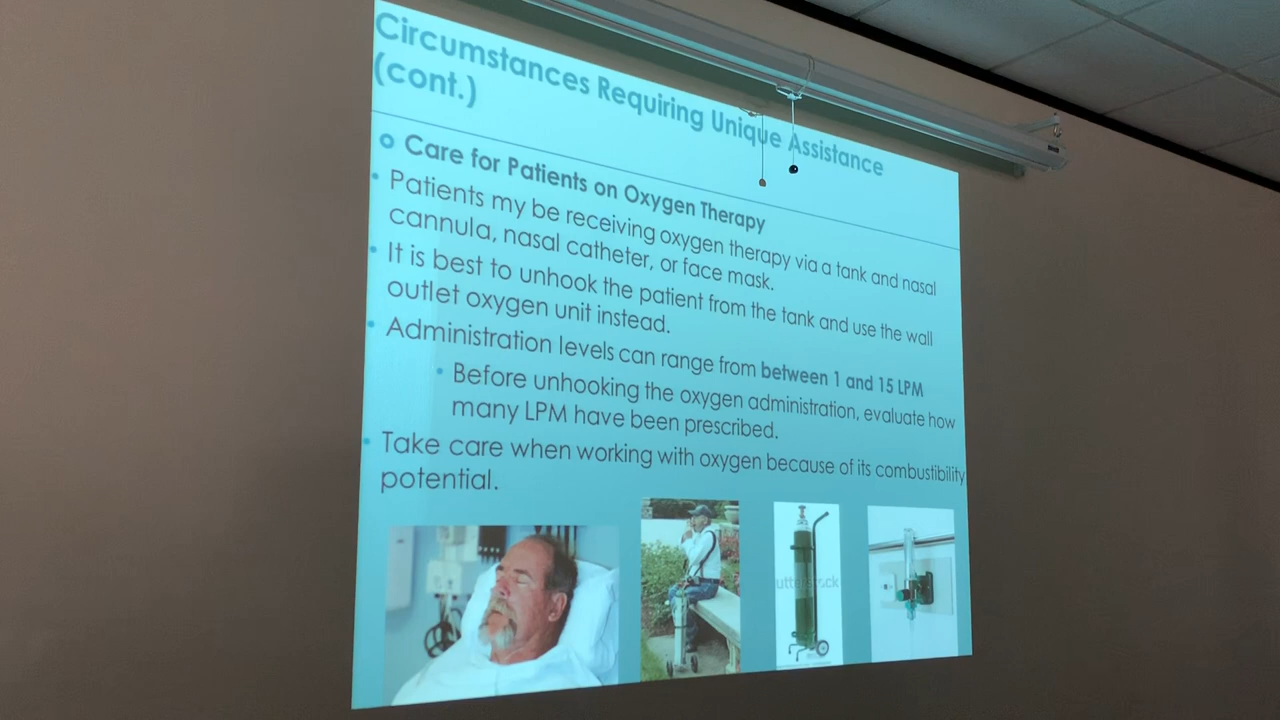 Circumstances Requiring Unique Assistance
(cont.)
Care for Patients on Oxygen Therapy
Patients my be receiving oxygen therapy via a tank and nasal
cannula, nasal catheter, or face mask.
It is best to unhook the patient from the tank and use the wall
outlet oxygen unit instead.
Administration levels can range from between 1 and 15 LPM
Before unhooking the oxygen administration, evaluate how
many LPM have been prescribed.
Take care when working with oxygen because of its combustibility
potential.